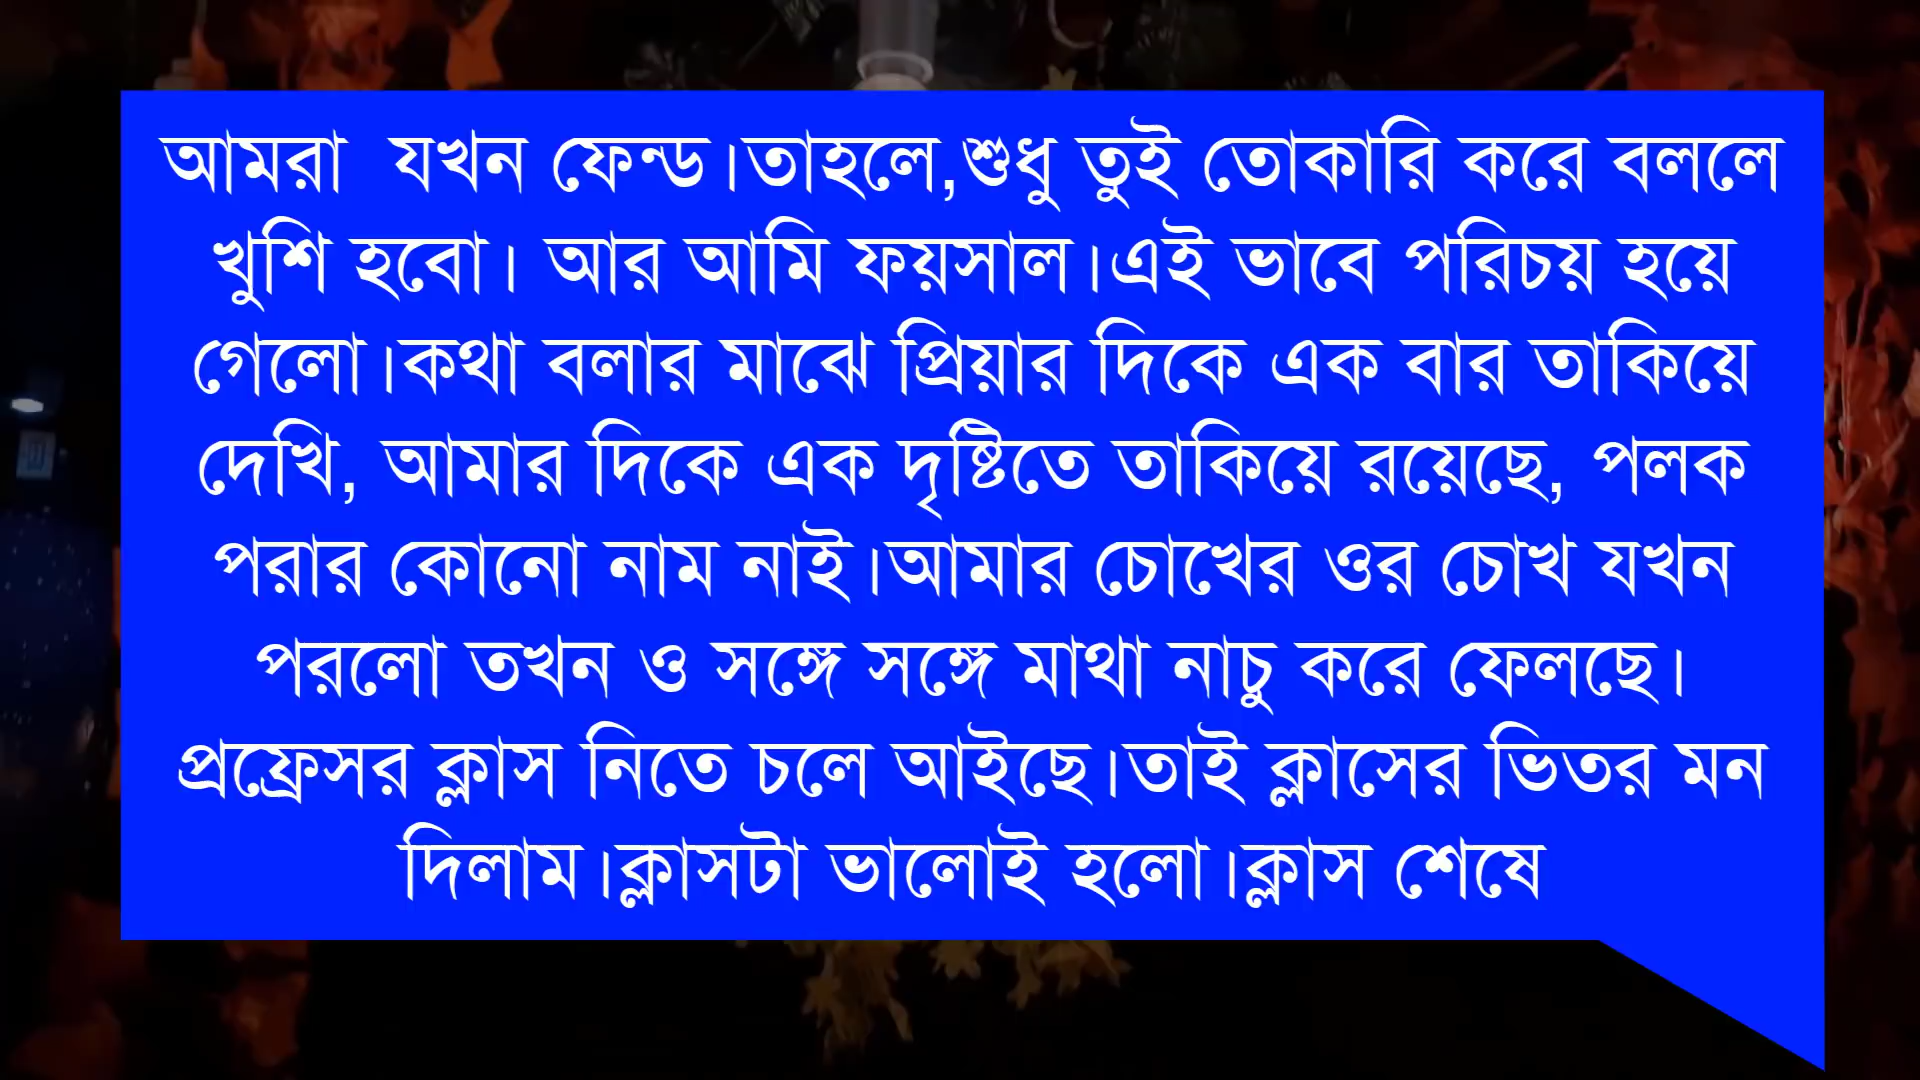 আমরা  যখন ফেন্ড।তাহলে,শুধু তুই তোকারি করে বললে
খুশি হবো। আর আমি ফয়সাল।এই ভাবে পরিচয় হয়ে
গেলো।কথা বলার মাঝে প্রিয়ার দিকে এক বার তাকিয়ে
দেখি, আমার দিকে এক দৃষ্টিতে তাকিয়ে রয়েছে, পলক
পরার কোনো নাম নাই।আমার চোখের ওর চোখ যখন
পরলো তখন ও সঙ্গে সঙ্গে মাথা নাচু করে ফেলছে।
প্রফ্রেসর ক্লাস নিতে চলে আইছে।তাই ক্লাসের ভিতর মন
দিলাম।ক্লাসটা ভালোই হলো।ক্লাস শেষে